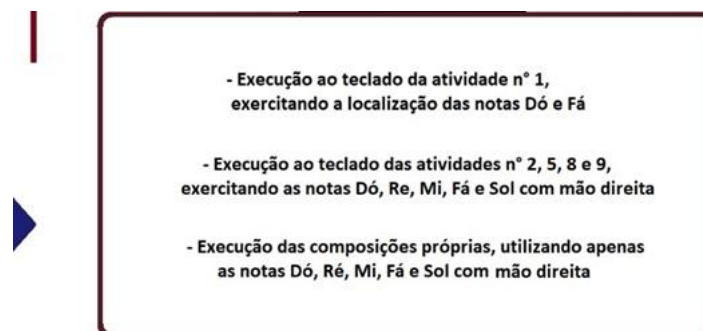 - Execução ao teclado da atividade n° 1,
exercitando a localização das notas Dó e Fá
- Execução ao teclado das atividades n° 2, 5, 8 e 9,
exercitando as notas Dó, Re, Mi, Fá e Sol com mão direita
- Execução das composições próprias, utilizando apenas
as notas Dó, Ré, Mi, Fá e Sol com mão direita